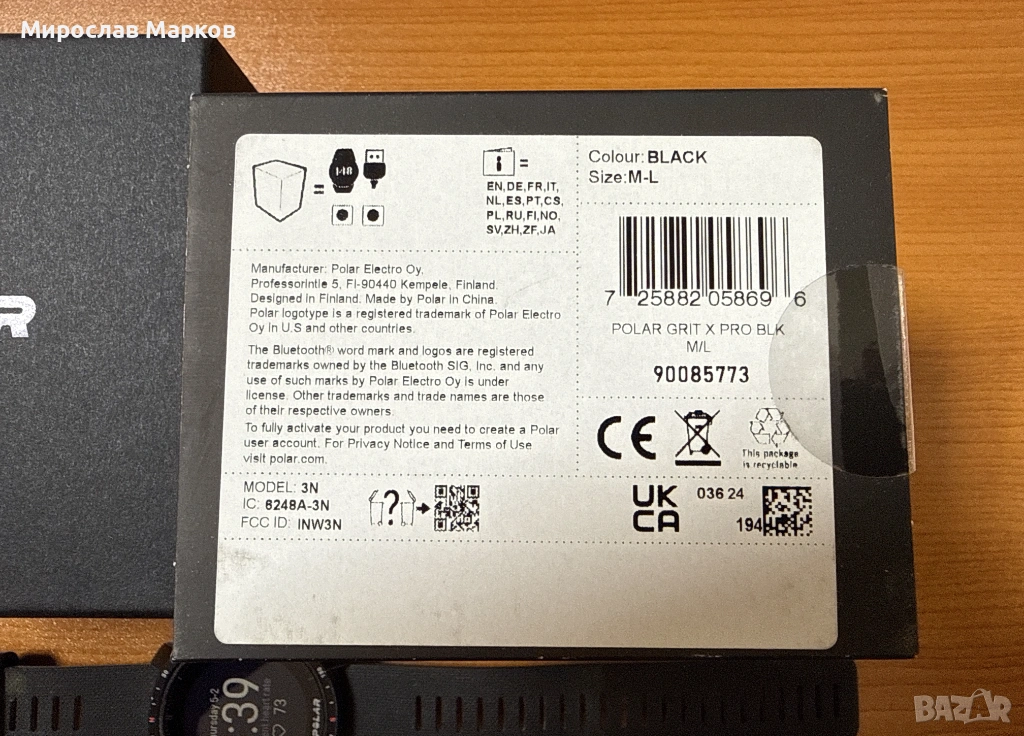 Мирослав Марков
R
EN,DE,FR,IT,
NL,ES,PT,CS,
PL,RU,FI,NO,
SV,ZH,ZF,JA
Colour: BLACK
Size: M-L
7 25882 05869 6
POLAR GRIT X PRO BLK
M/L
90085773
Manufacturer: Polar Electro Oy,
Professorintie 5, FI-90440 Kempele, Finland.
Designed in Finland. Made by Polar in China.
Polar logotype is a registered trademark of Polar Electro
Oy in U.S and other countries.
The Bluetooth® word mark and logos are registered
trademarks owned by the Bluetooth SIG, Inc. and any
use of such marks by Polar Electro Oy is under
license. Other trademarks and trade names are those
of their respective owners.
To fully activate your product you need to create a Polar
user account. For Privacy Notice and Terms of Use
visit polar.com.
CE
This package
is recyclable
MODEL: 3N
IC: 6248A-3N
FCC ID: INW3N
?
UK
CA
036 24
194
:39
73
POLAR
BAZAR